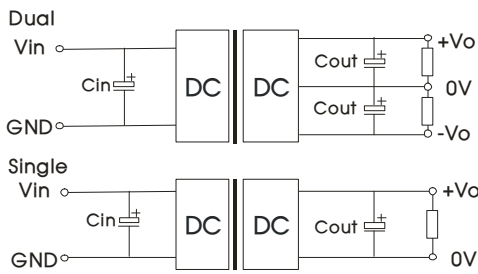 Dual
Vin
+Vo
Cout
Cin
DC
DC
0V
Cout
GND
-Vo
Single
Vin
+Vo
Cin
DC
DC
Cout
GND
0V